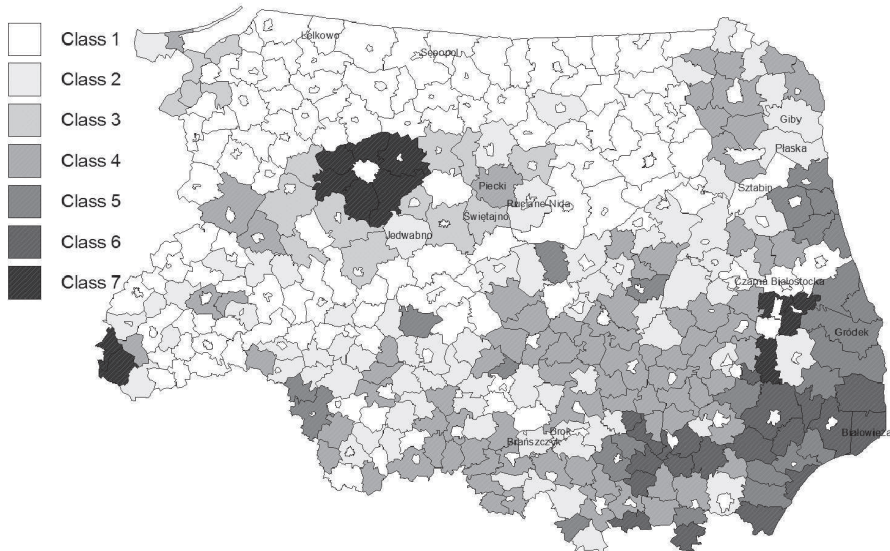 Class 1
Class 2
Class 3
Class 4
Class 5
Class 6
Class 7
Lelkowo
Sępopol
Giby
Płaska
Sztabin
Piecki
Ruciane-Nida
Świętajno
Jedwabno
Czarna Białostocka
Gródek
Białowieża
Brok
Brańszczyk